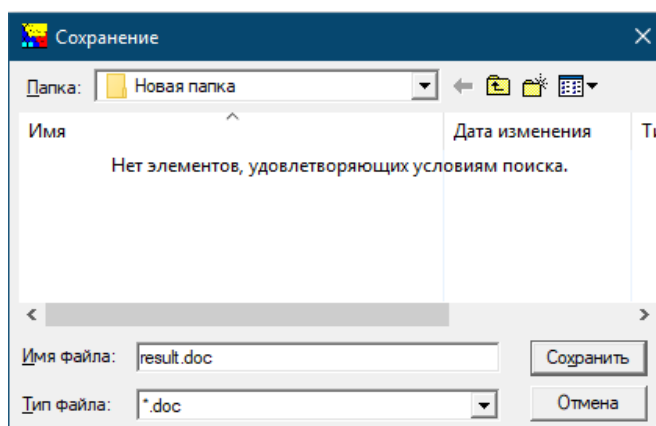 Сохранение
Папка: Новая папка
Имя Дата изменения Ти
Нет элементов, удовлетворяющих условиям поиска.
Имя файла: result.doc Сохранить
Тип файла: *.doc Отмена